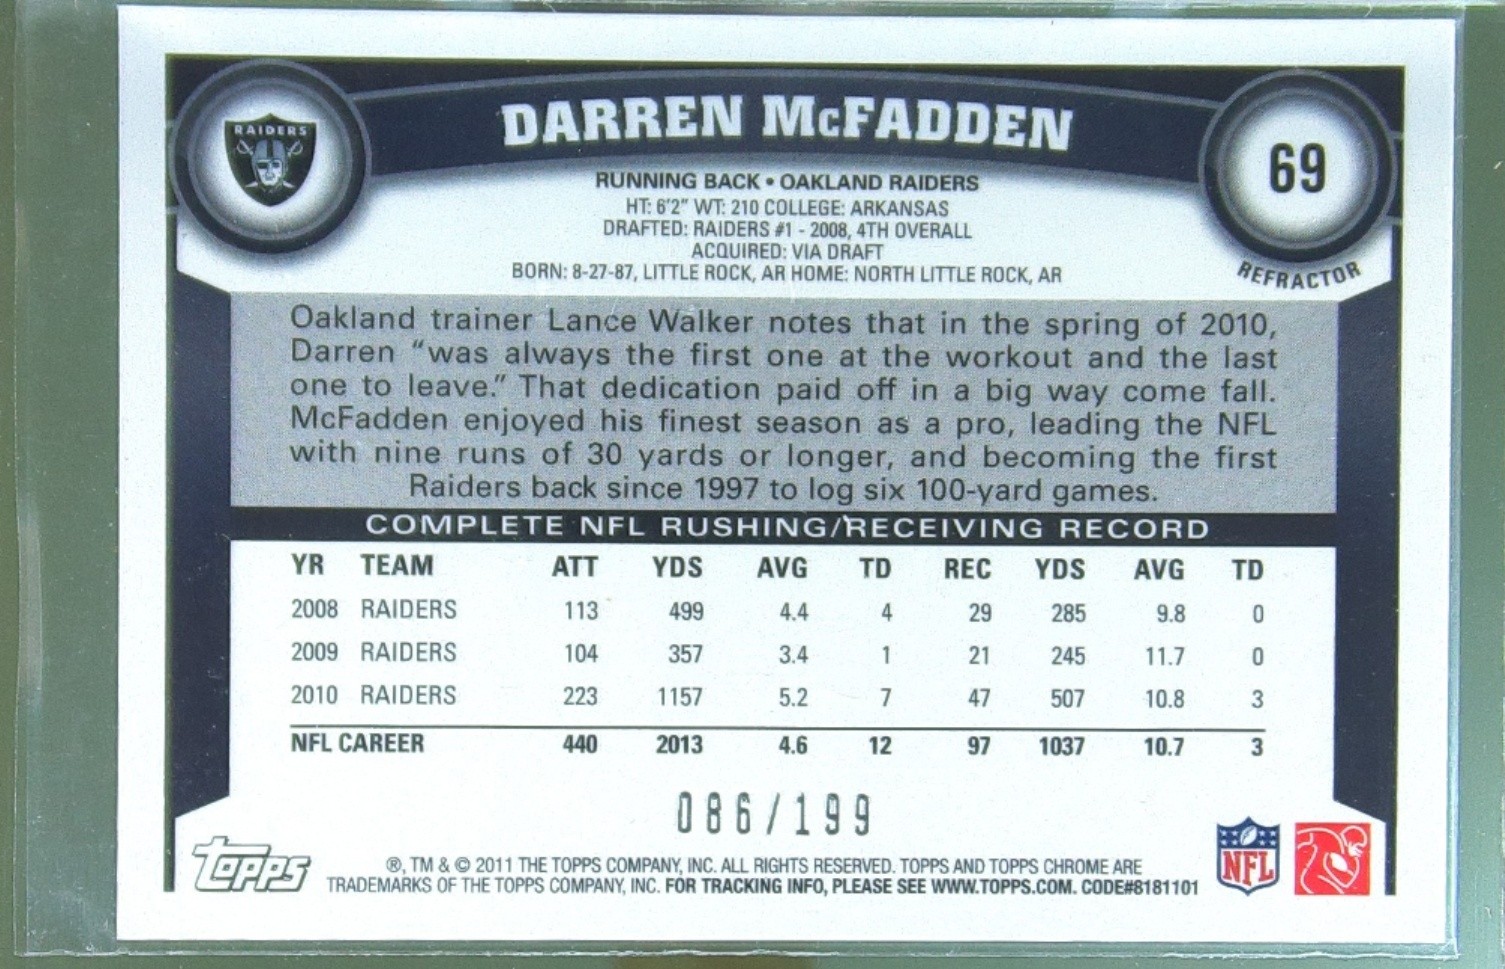 RAIDERS
DARREN McFADDEN
69
REFRACTOR
RUNNING BACK • OAKLAND RAIDERS
HT: 6'2" WT: 210 COLLEGE: ARKANSAS
DRAFTED: RAIDERS #1 - 2008, 4TH OVERALL
ACQUIRED: VIA DRAFT
BORN: 8-27-87, LITTLE ROCK, AR HOME: NORTH LITTLE ROCK, AR
Oakland trainer Lance Walker notes that in the spring of 2010,
Darren “was always the first one at the workout and the last
one to leave.” That dedication paid off in a big way come fall.
McFadden enjoyed his finest season as a pro, leading the NFL
with nine runs of 30 yards or longer, and becoming the first
Raiders back since 1997 to log six 100-yard games.
COMPLETE NFL RUSHING/RECEIVING RECORD
YR TEAM ATT YDS AVG TD REC YDS AVG TD
2008 RAIDERS 113 499 4.4 4 29 285 9.8 0
2009 RAIDERS 104 357 3.4 1 21 245 11.7 0
2010 RAIDERS 223 1157 5.2 7 47 507 10.8 3
NFL CAREER 440 2013 4.6 12 97 1037 10.7 3
086/199
Topps
®, TM & © 2011 THE TOPPS COMPANY, INC. ALL RIGHTS RESERVED. TOPPS AND TOPPS CHROME ARE
TRADEMARKS OF THE TOPPS COMPANY, INC. FOR TRACKING INFO, PLEASE SEE WWW.TOPPS.COM. CODE#8181101
NFL